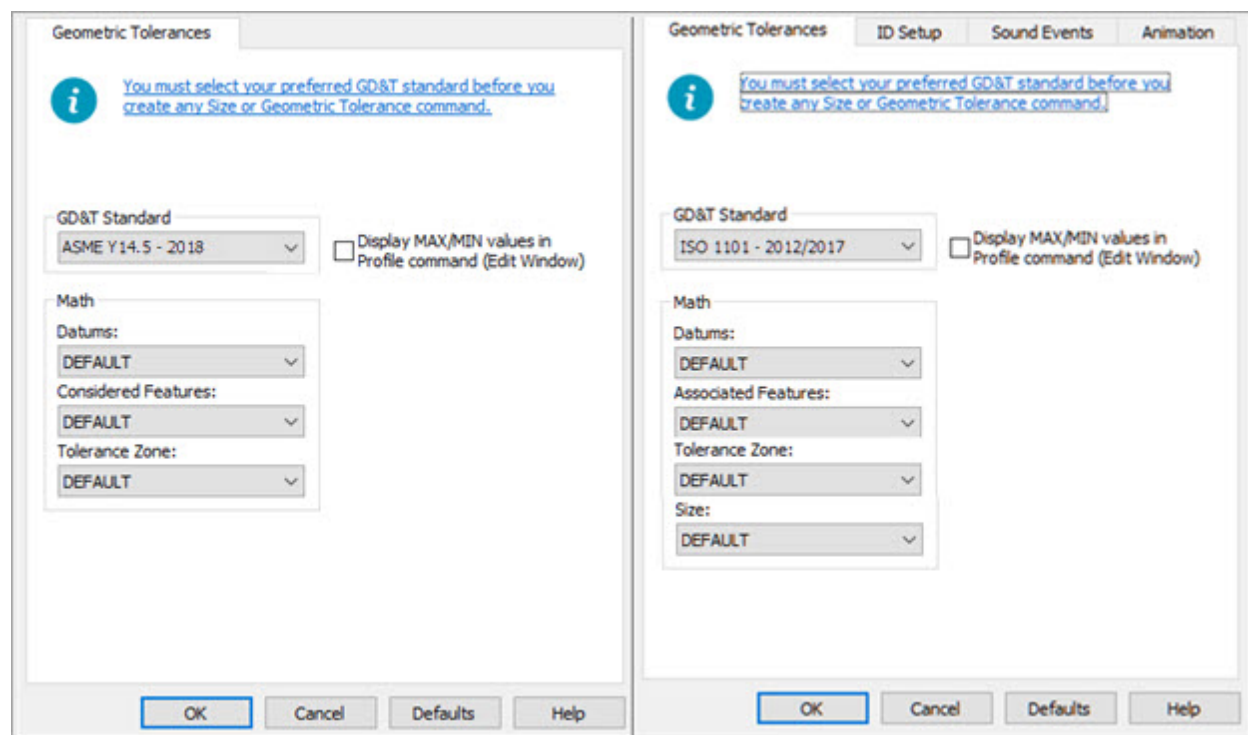 Geometric Tolerances
You must select your preferred GD&T standard before you
create any Size or Geometric Tolerance command.
GD&T Standard
ASME Y14.5 - 2018
Display MAX/MIN values in
Profile command (Edit Window)
Math
Datums:
DEFAULT
Considered Features:
DEFAULT
Tolerance Zone:
DEFAULT
OK Cancel Defaults Help
Geometric Tolerances ID Setup Sound Events Animation
You must select your preferred GD&T standard before you
create any Size or Geometric Tolerance command.
GD&T Standard
ISO 1101 - 2012/2017
Display MAX/MIN values in
Profile command (Edit Window)
Math
Datums:
DEFAULT
Associated Features:
DEFAULT
Tolerance Zone:
DEFAULT
Size:
DEFAULT
OK Cancel Defaults Help